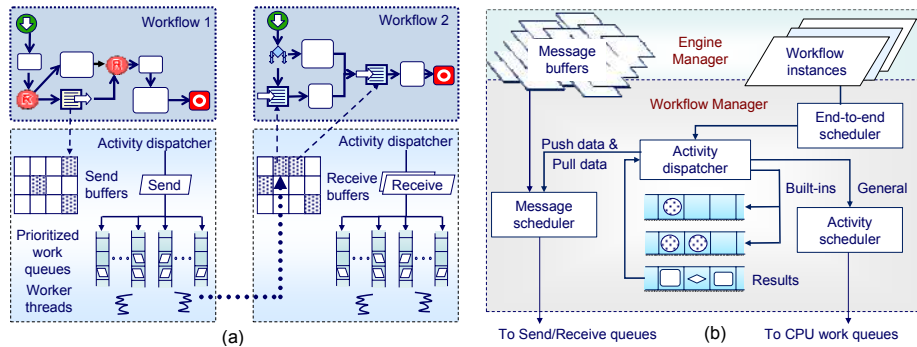 Workflow 1
R
R
Activity dispatcher
Send
buffers
Send
Prioritized
work queues
Worker
threads
Workflow 2
Activity dispatcher
Receive
buffers
Receive
(a)
Message
buffers
Engine
Manager
Workflow
instances
Workflow Manager
End-to-end
scheduler
Push data &
Pull data
Activity
dispatcher
Built-ins
General
Message
scheduler
Activity
scheduler
Results
To Send/Receive queues
(b)
To CPU work queues